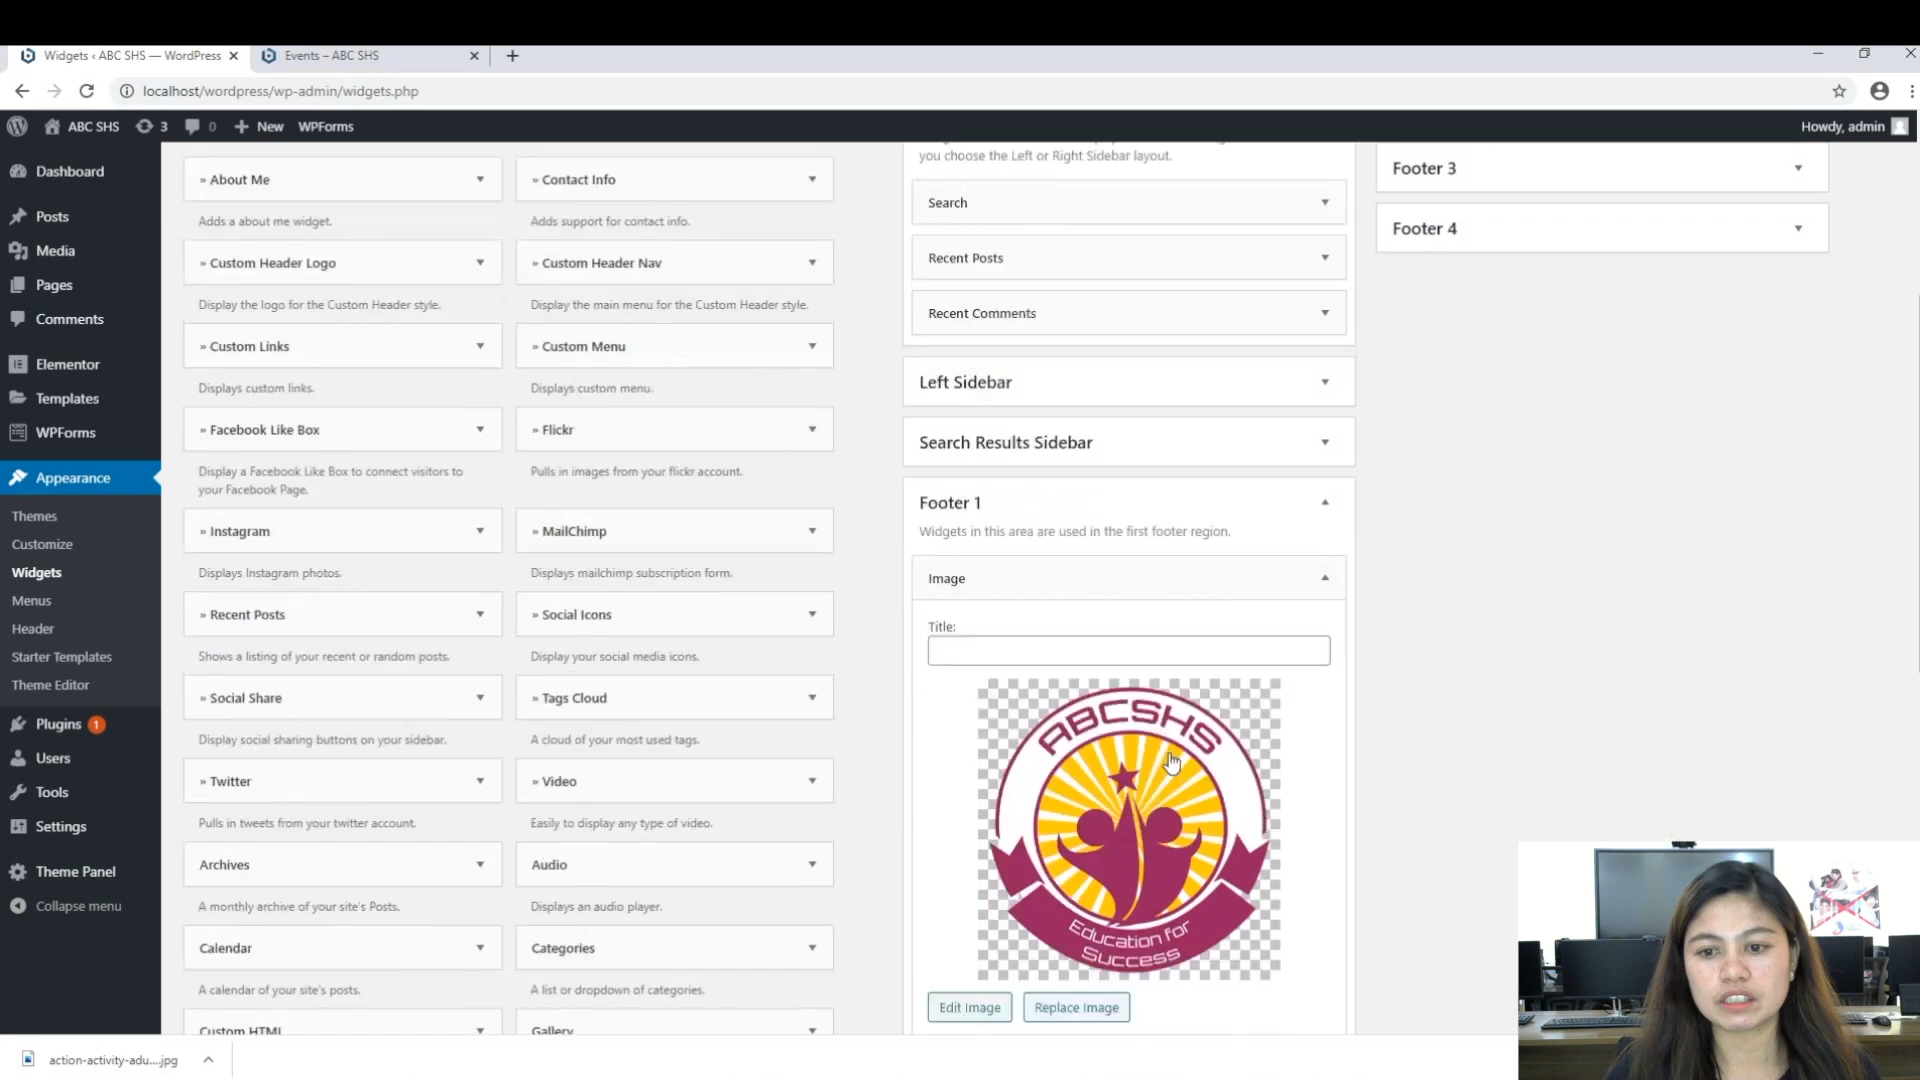 Widgets ‹ ABC SHS — WordPress
Events – ABC SHS
localhost/wordpress/wp-admin/widgets.php
ABC SHS
3
0
New
WPForms
Howdy, admin
Dashboard
Posts
Media
Pages
Comments
Elementor
Templates
WPForms
Appearance
Themes
Customize
Widgets
Menus
Header
Starter Templates
Theme Editor
Plugins 1
Users
Tools
Settings
Theme Panel
Collapse menu
» About Me
Adds a about me widget.
» Contact Info
Adds support for contact info.
» Custom Header Logo
Display the logo for the Custom Header style.
» Custom Header Nav
Display the main menu for the Custom Header style.
» Custom Links
Displays custom links.
» Custom Menu
Displays custom menu.
» Facebook Like Box
Display a Facebook Like Box to connect visitors to
your Facebook Page.
» Flickr
Pulls in images from your flickr account.
» Instagram
Displays Instagram photos.
» MailChimp
Displays mailchimp subscription form.
» Recent Posts
Shows a listing of your recent or random posts.
» Social Icons
Display your social media icons.
» Social Share
Display social sharing buttons on your sidebar.
» Tags Cloud
A cloud of your most used tags.
» Twitter
Pulls in tweets from your twitter account.
» Video
Easily to display any type of video.
Archives
A monthly archive of your site's Posts.
Audio
Displays an audio player.
Calendar
A calendar of your site's posts.
Categories
A list or dropdown of categories.
Custom HTML
Gallery
you choose the Left or Right Sidebar layout.
Search
Recent Posts
Recent Comments
Left Sidebar
Search Results Sidebar
Footer 1
Widgets in this area are used in the first footer region.
Image
Title:
ABCSHS
Education for
Success
Edit Image
Replace Image
Footer 3
Footer 4
action-activity-adu....jpg